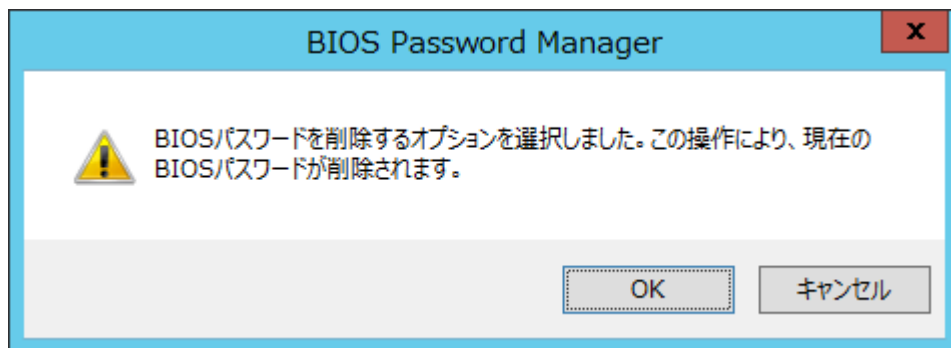 BIOS Password Manager
x
BIOSパスワードを削除するオプションを選択しました。この操作により、現在の
BIOSパスワードが削除されます。
OK
キャンセル